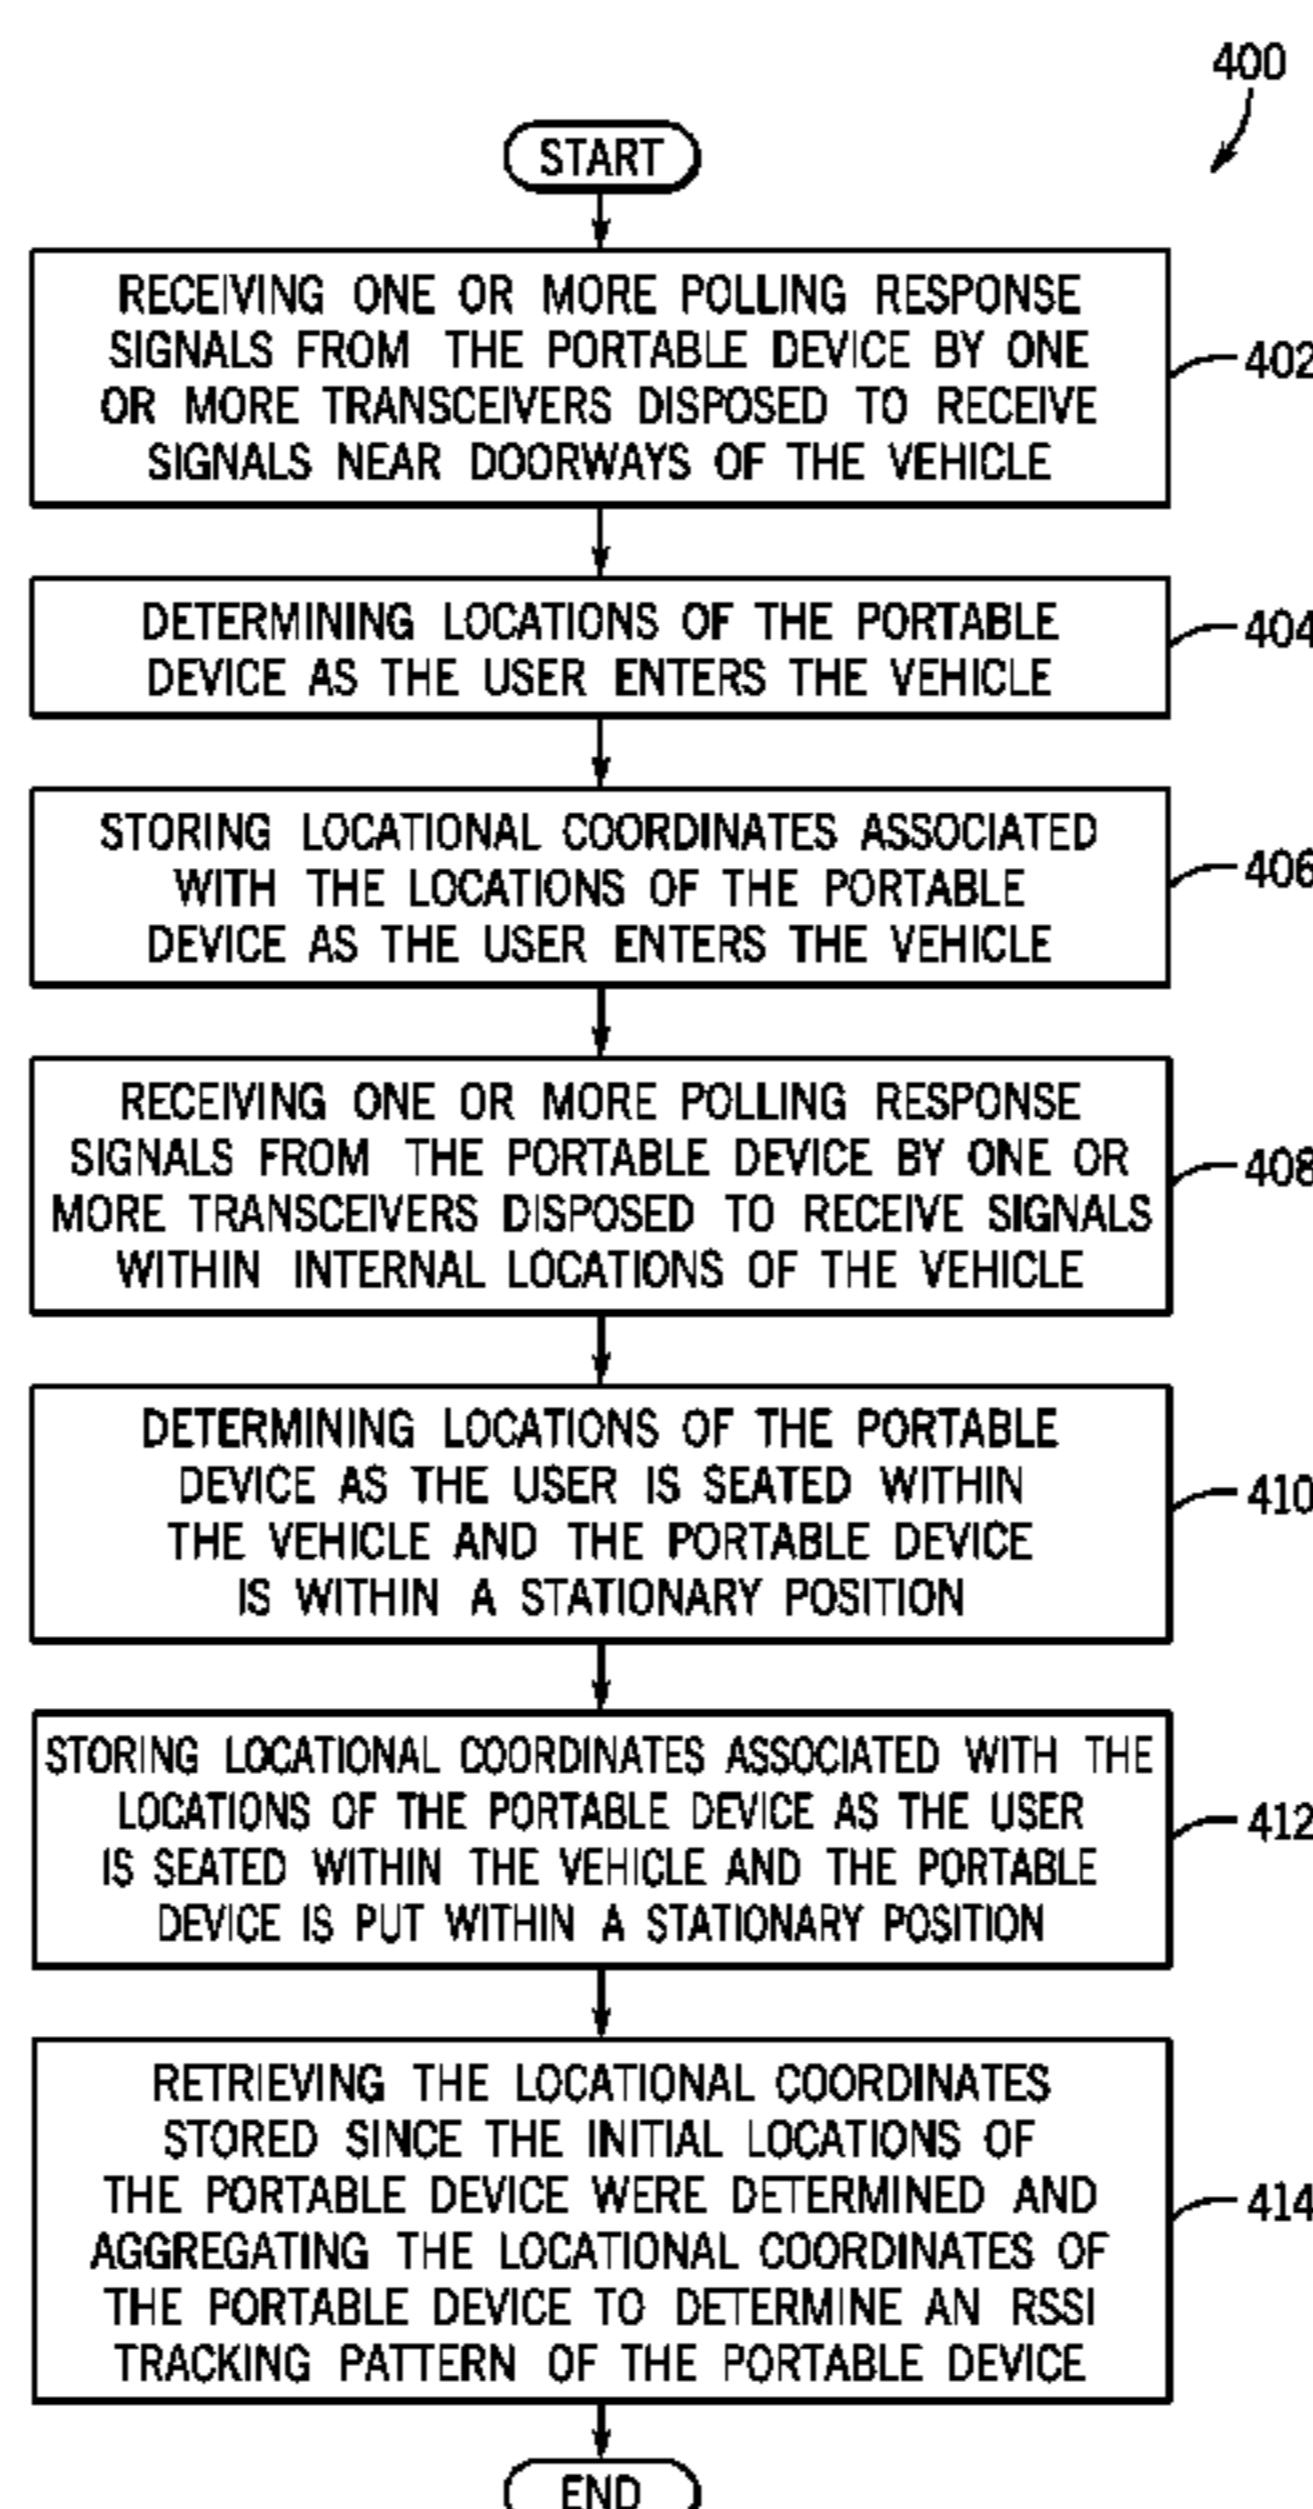 400
START
RECEIVING ONE OR MORE POLLING RESPONSE
SIGNALS FROM THE PORTABLE DEVICE BY ONE
OR MORE TRANSCEIVERS DISPOSED TO RECEIVE
SIGNALS NEAR DOORWAYS OF THE VEHICLE
402
DETERMINING LOCATIONS OF THE PORTABLE
DEVICE AS THE USER ENTERS THE VEHICLE
404
STORING LOCATIONAL COORDINATES ASSOCIATED
WITH THE LOCATIONS OF THE PORTABLE
DEVICE AS THE USER ENTERS THE VEHICLE
406
RECEIVING ONE OR MORE POLLING RESPONSE
SIGNALS FROM THE PORTABLE DEVICE BY ONE OR
MORE TRANSCEIVERS DISPOSED TO RECEIVE SIGNALS
WITHIN INTERNAL LOCATIONS OF THE VEHICLE
408
DETERMINING LOCATIONS OF THE PORTABLE
DEVICE AS THE USER IS SEATED WITHIN
THE VEHICLE AND THE PORTABLE DEVICE
IS WITHIN A STATIONARY POSITION
410
STORING LOCATIONAL COORDINATES ASSOCIATED WITH THE
LOCATIONS OF THE PORTABLE DEVICE AS THE USER
IS SEATED WITHIN THE VEHICLE AND THE PORTABLE
DEVICE IS PUT WITHIN A STATIONARY POSITION
412
RETRIEVING THE LOCATIONAL COORDINATES
STORED SINCE THE INITIAL LOCATIONS OF
THE PORTABLE DEVICE WERE DETERMINED AND
AGGREGATING THE LOCATIONAL COORDINATES OF
THE PORTABLE DEVICE TO DETERMINE AN RSSI
TRACKING PATTERN OF THE PORTABLE DEVICE
414
END